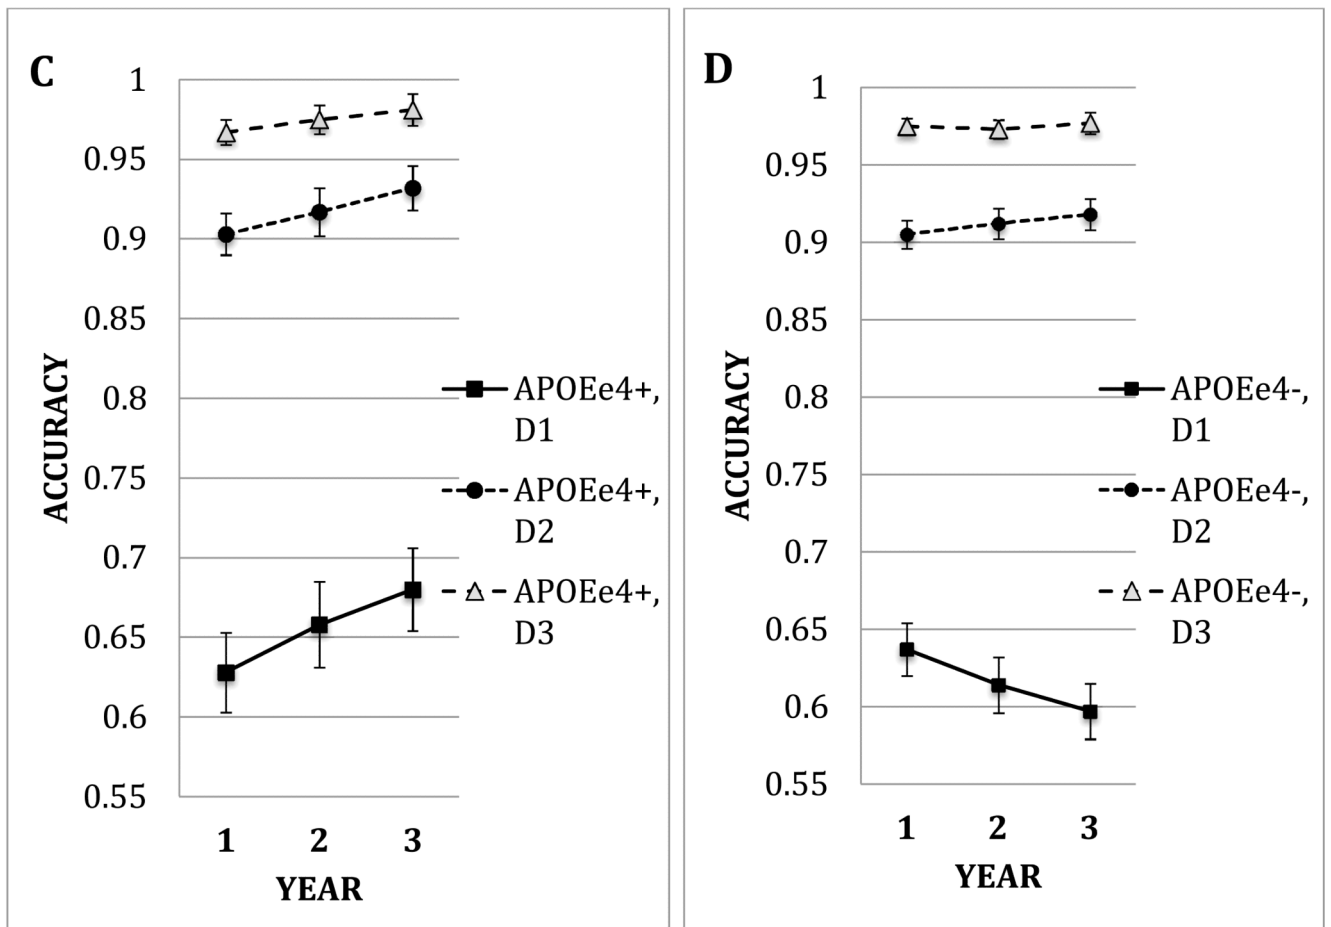 C
1
0.95
0.9
0.85
0.8
0.75
0.7
0.65
0.6
0.55
ACCURACY
1 2 3
YEAR
APOEe4+,
D1
APOEe4+,
D2
APOEe4+,
D3
D
1
0.95
0.9
0.85
0.8
0.75
0.7
0.65
0.6
0.55
ACCURACY
1 2 3
YEAR
APOEe4-,
D1
APOEe4-,
D2
APOEe4-,
D3